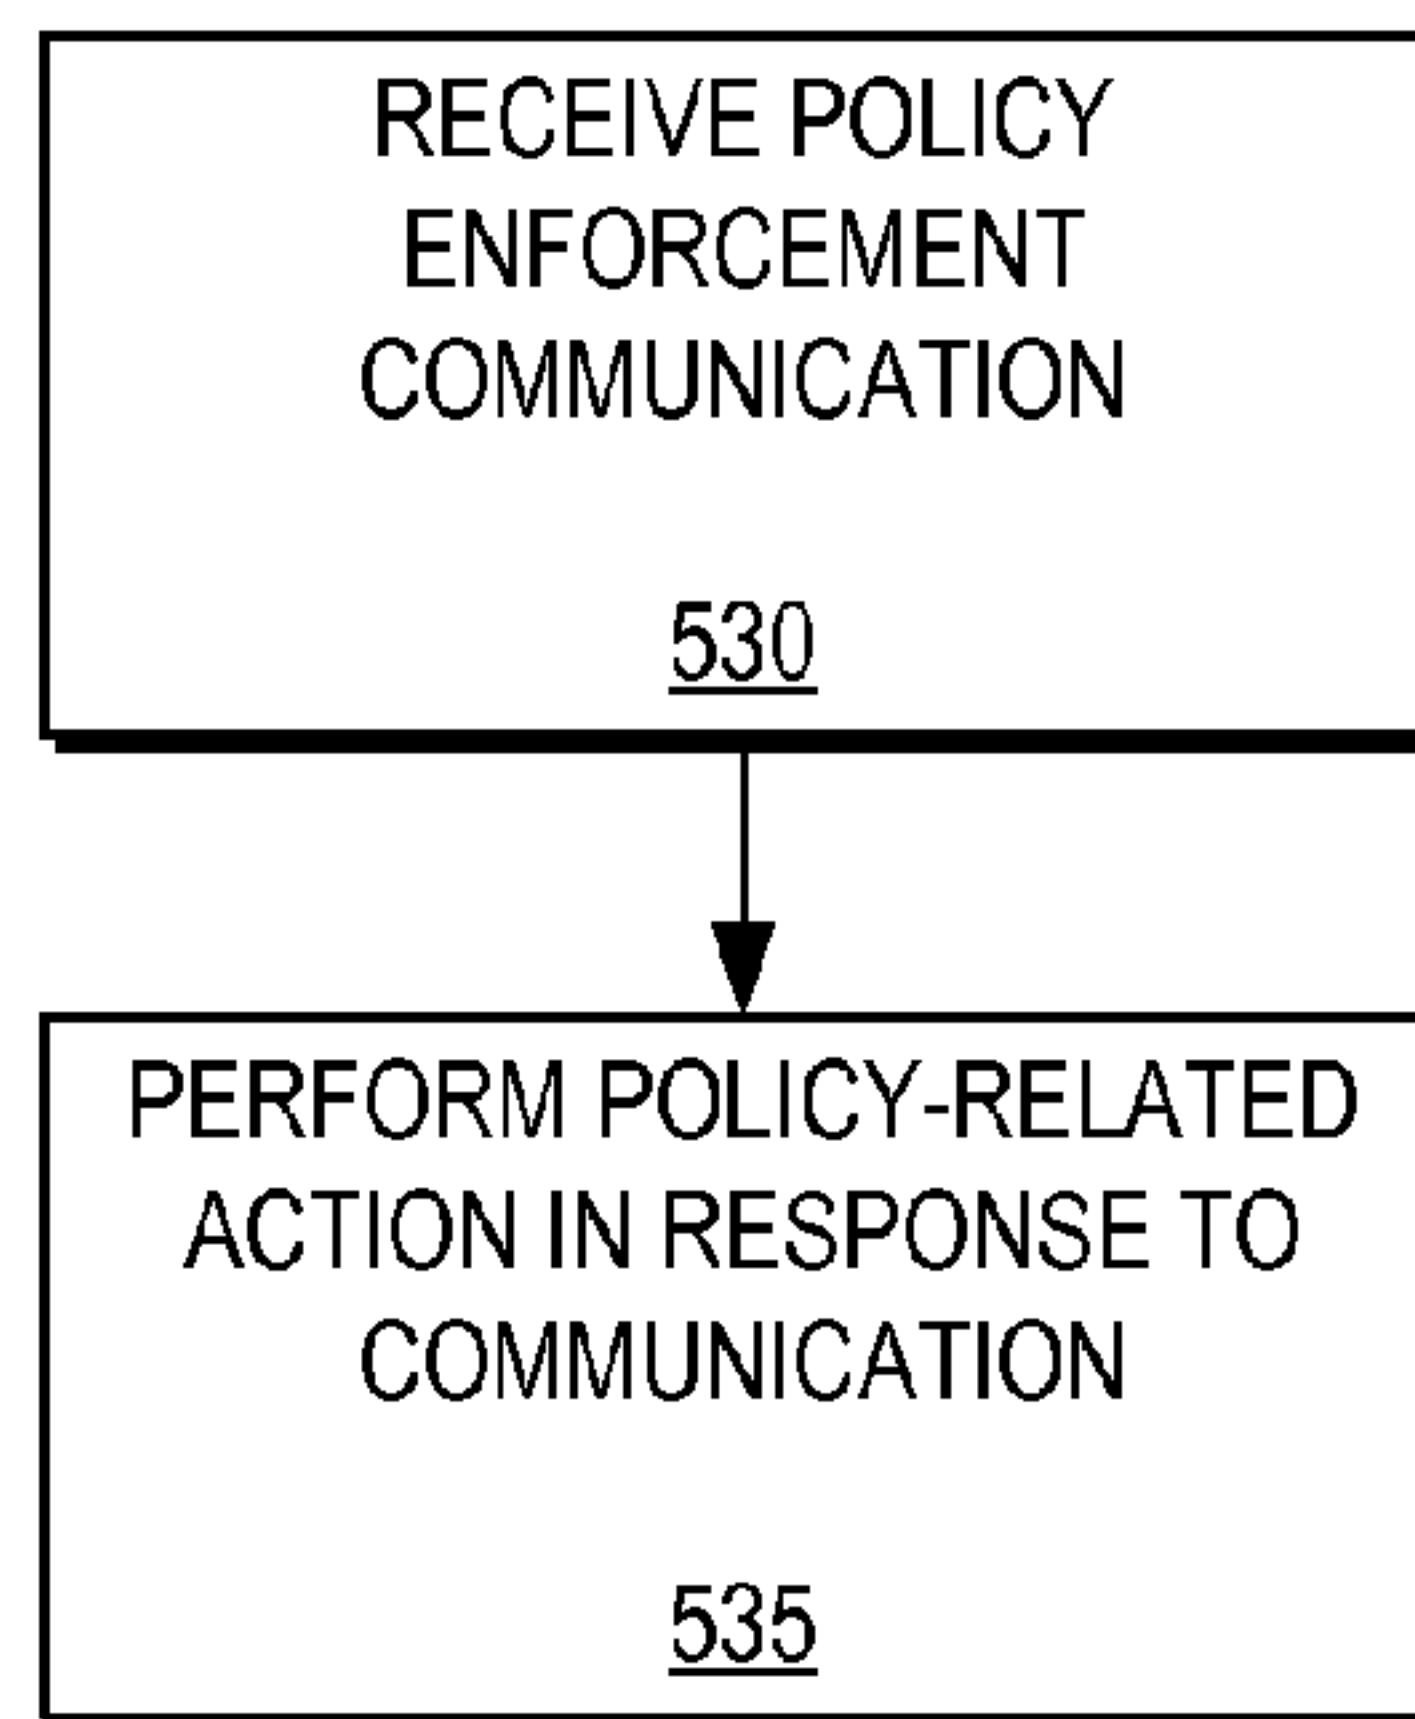 RECEIVE POLICY
ENFORCEMENT
COMMUNICATION
530
PERFORM POLICY-RELATED
ACTION IN RESPONSE TO
COMMUNICATION
535